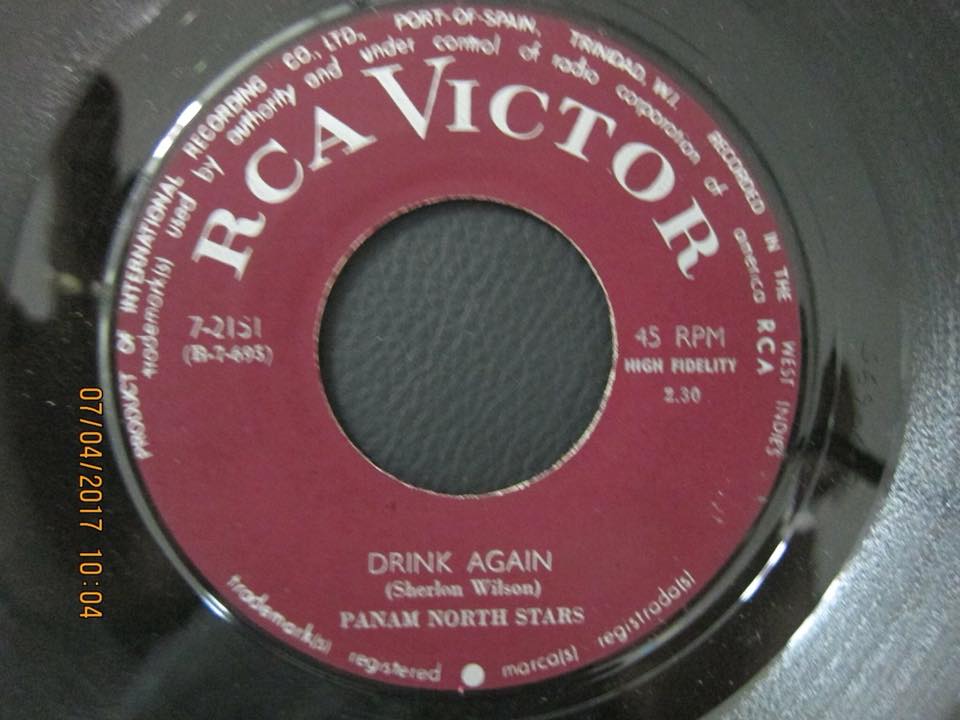 PRODUCT OF INTERNATIONAL RECORDING CO., LTD., PORT-OF-SPAIN, TRINIDAD, W.I. RECORDED IN THE WEST INDIES
trademark(s) used by authority and under control of radio corporation of america RCA
RCA VICTOR
7-2151
45 RPM
HIGH FIDELITY
2.30
DRINK AGAIN
(Sherlon Wilson)
PANAM NORTH STARS
trademark(s) registered marca(s) registrada(s)
07/04/2017 10:04